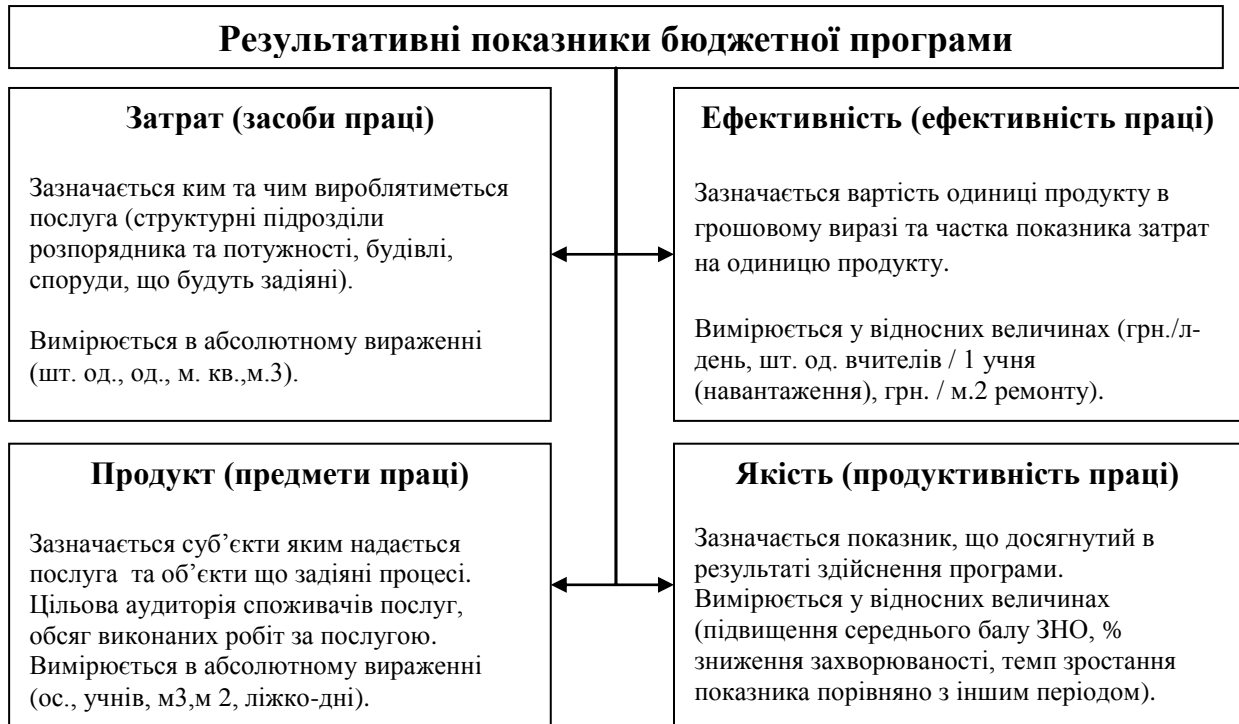 Результативні показники бюджетної програми
Затрат (засоби праці)
Зазначається ким та чим вироблятиметься
послуга (структурні підрозділи
розпорядника та потужності, будівлі,
споруди, що будуть задіяні).
Вимірюється в абсолютному вираженні
(шт. од., од., м. кв.,м.3).
Ефективність (ефективність праці)
Зазначається вартість одиниці продукту в
грошовому виразі та частка показника затрат
на одиницю продукту.
Вимірюється у відносних величинах (грн./л-
день, шт. од. вчителів / 1 учня
(навантаження), грн. / м.2 ремонту).
Продукт (предмети праці)
Зазначається суб’єкти яким надається
послуга та об’єкти що задіяні процесі.
Цільова аудиторія споживачів послуг,
обсяг виконаних робіт за послугою.
Вимірюється в абсолютному вираженні
(ос., учнів, м3,м 2, ліжко-дні).
Якість (продуктивність праці)
Зазначається показник, що досягнутий в
результаті здійснення програми.
Вимірюється у відносних величинах
(підвищення середнього балу ЗНО, %
зниження захворюваності, темп зростання
показника порівняно з іншим періодом).